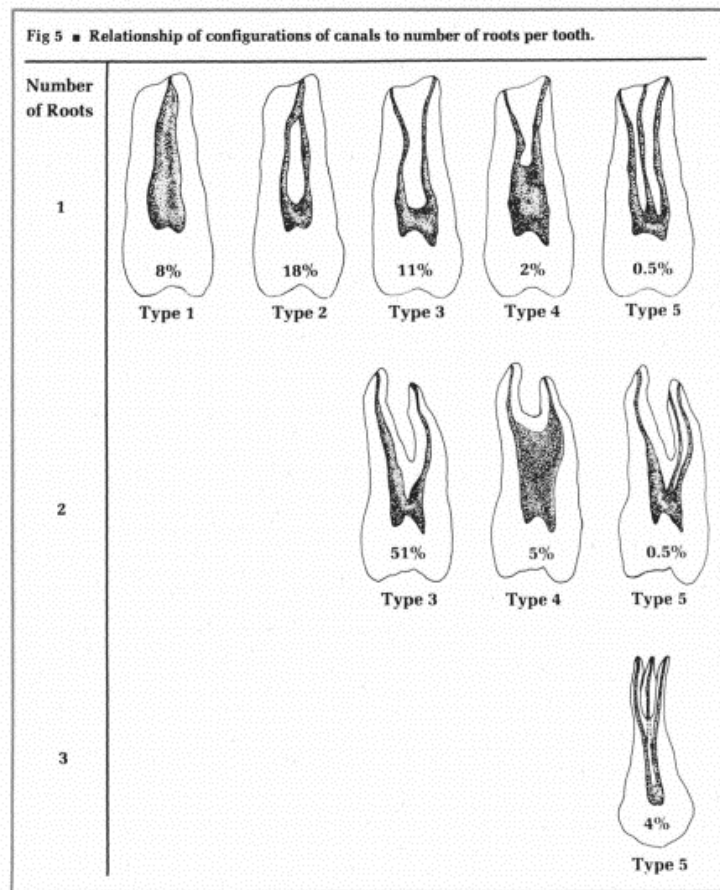 Fig 5 ■ Relationship of configurations of canals to number of roots per tooth.
Number
of Roots
1
8%
18%
11%
2%
0.5%
Type 1
Type 2
Type 3
Type 4
Type 5
2
51%
5%
0.5%
Type 3
Type 4
Type 5
3
4%
Type 5